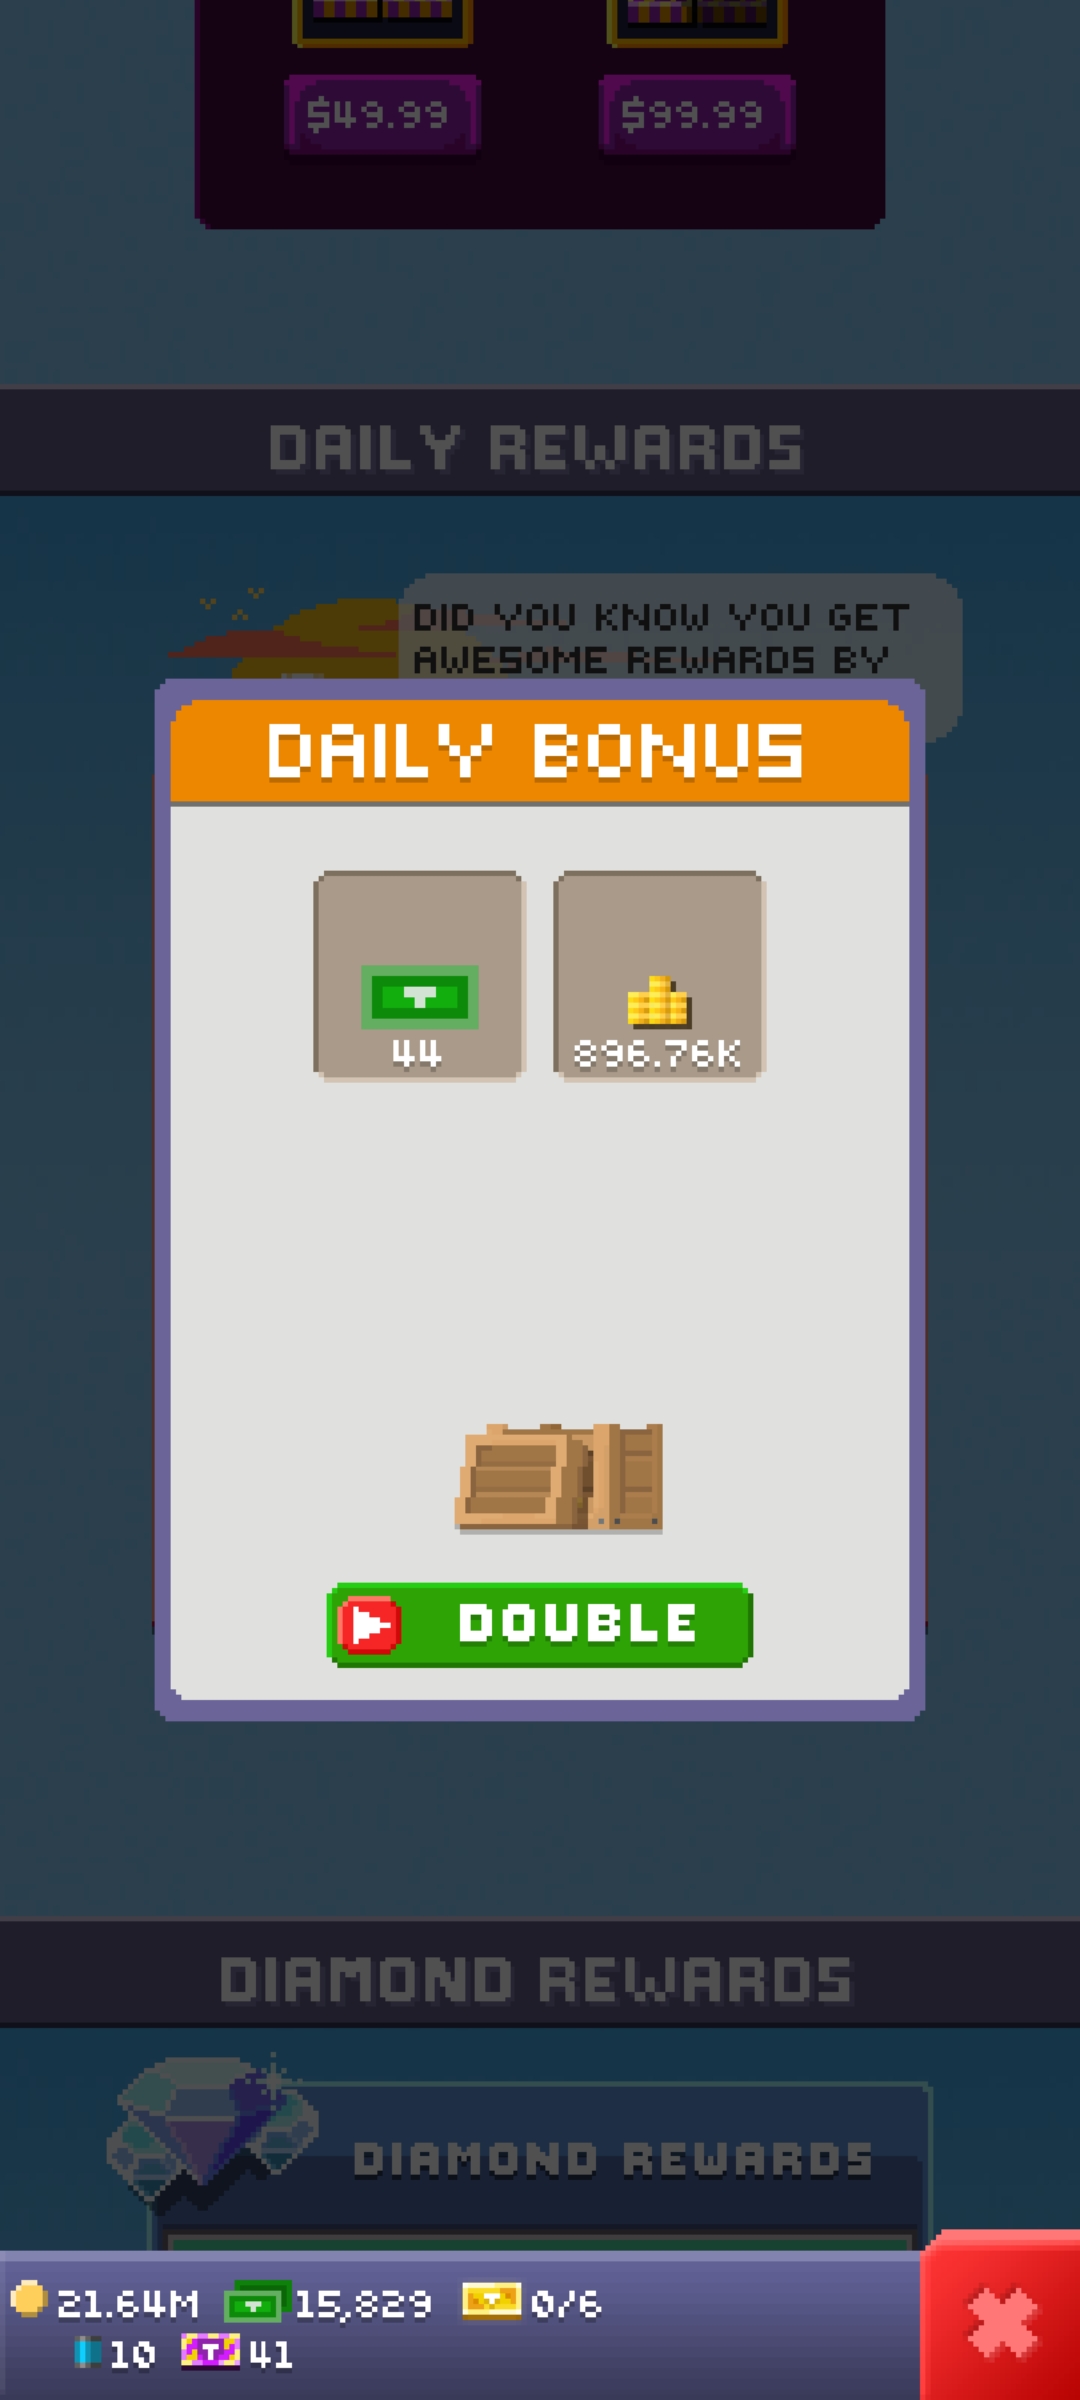 $49.99 $99.99
DAILY REWARDS
DID YOU KNOW YOU GET
AWESOME REWARDS BY
DAILY BONUS
44 896.76K
DOUBLE
DIAMOND REWARDS
DIAMOND REWARDS
21.64M 15,829 0/6
10 41